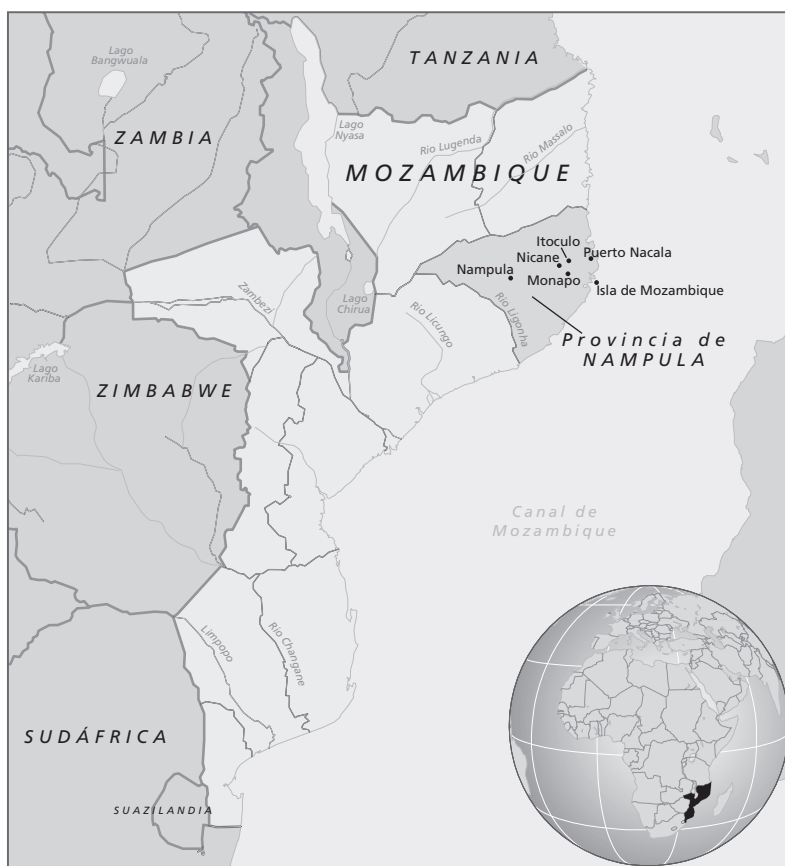 Lago
Bangwuala
TANZANIA
ZAMBIA
Lago
Nyasa
Rio Lugenda
Rio Massalo
MOZAMBIQUE
Itoculo
Nicane
Puerto Nacala
Nampula
Monapo
Isla de Mozambique
Zambezi
Lago
Chirua
Rio Licungo
Rio Ligonha
Provincia de
NAMPULA
Lago
Kariba
ZIMBABWE
Canal de
Mozambique
Limpopo
Rio Changane
SUDÁFRICA
SUAZILANDIA